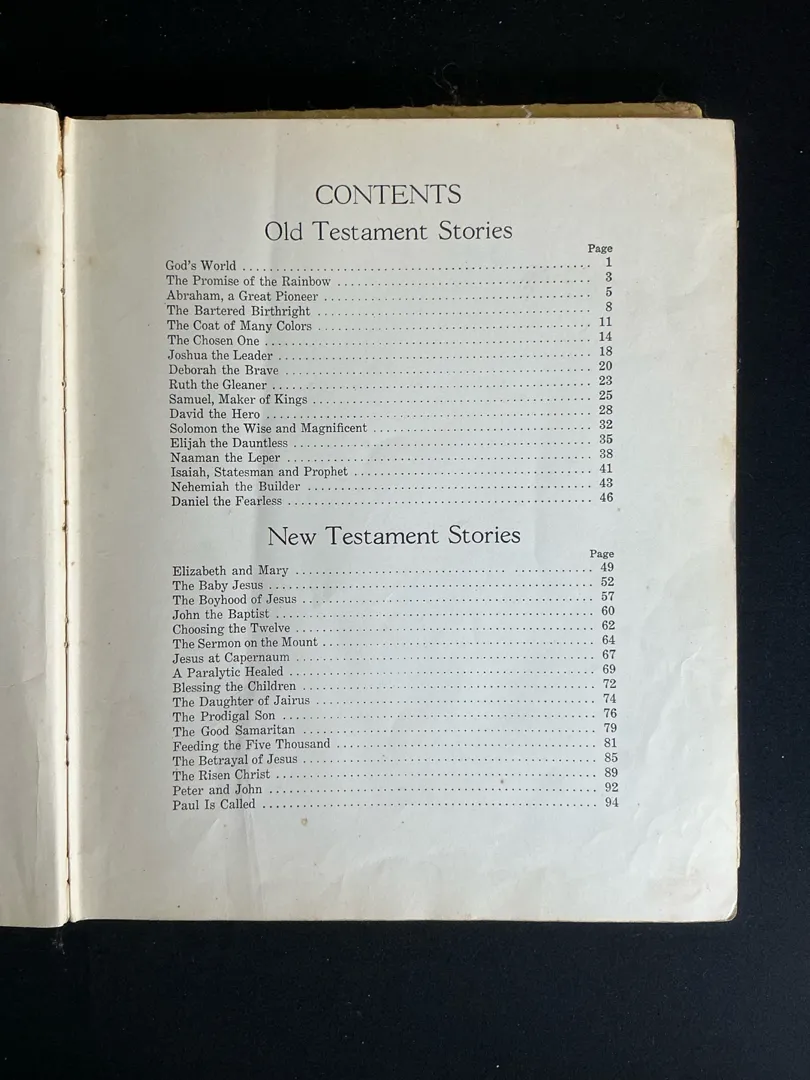 CONTENTS
Old Testament Stories
Page
God's World 1
The Promise of the Rainbow 3
Abraham, a Great Pioneer 5
The Bartered Birthright 8
The Coat of Many Colors 11
The Chosen One 14
Joshua the Leader 18
Deborah the Brave 20
Ruth the Gleaner 23
Samuel, Maker of Kings 25
David the Hero 28
Solomon the Wise and Magnificent 32
Elijah the Dauntless 35
Naaman the Leper 38
Isaiah, Statesman and Prophet 41
Nehemiah the Builder 43
Daniel the Fearless 46
New Testament Stories
Page
Elizabeth and Mary 49
The Baby Jesus 52
The Boyhood of Jesus 57
John the Baptist 60
Choosing the Twelve 62
The Sermon on the Mount 64
Jesus at Capernaum 67
A Paralytic Healed 69
Blessing the Children 72
The Daughter of Jairus 74
The Prodigal Son 76
The Good Samaritan 79
Feeding the Five Thousand 81
The Betrayal of Jesus 85
The Risen Christ 89
Peter and John 92
Paul Is Called 94